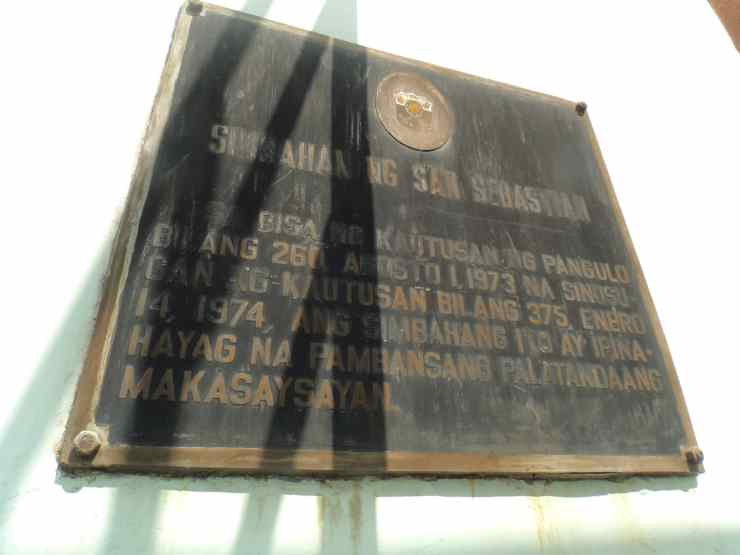 SIMBAHAN NG SAN SEBASTIAN
SA BISA NG KAUTUSAN NG PANGULO
BILANG 260, AGOSTO 1, 1973 NA SINUSU-
GAN NG KAUTUSAN BILANG 375, ENERO
14, 1974, ANG SIMBAHANG ITO AY IPINA-
HAYAG NA PAMBANSANG PALATANDAANG
MAKASAYSAYAN.